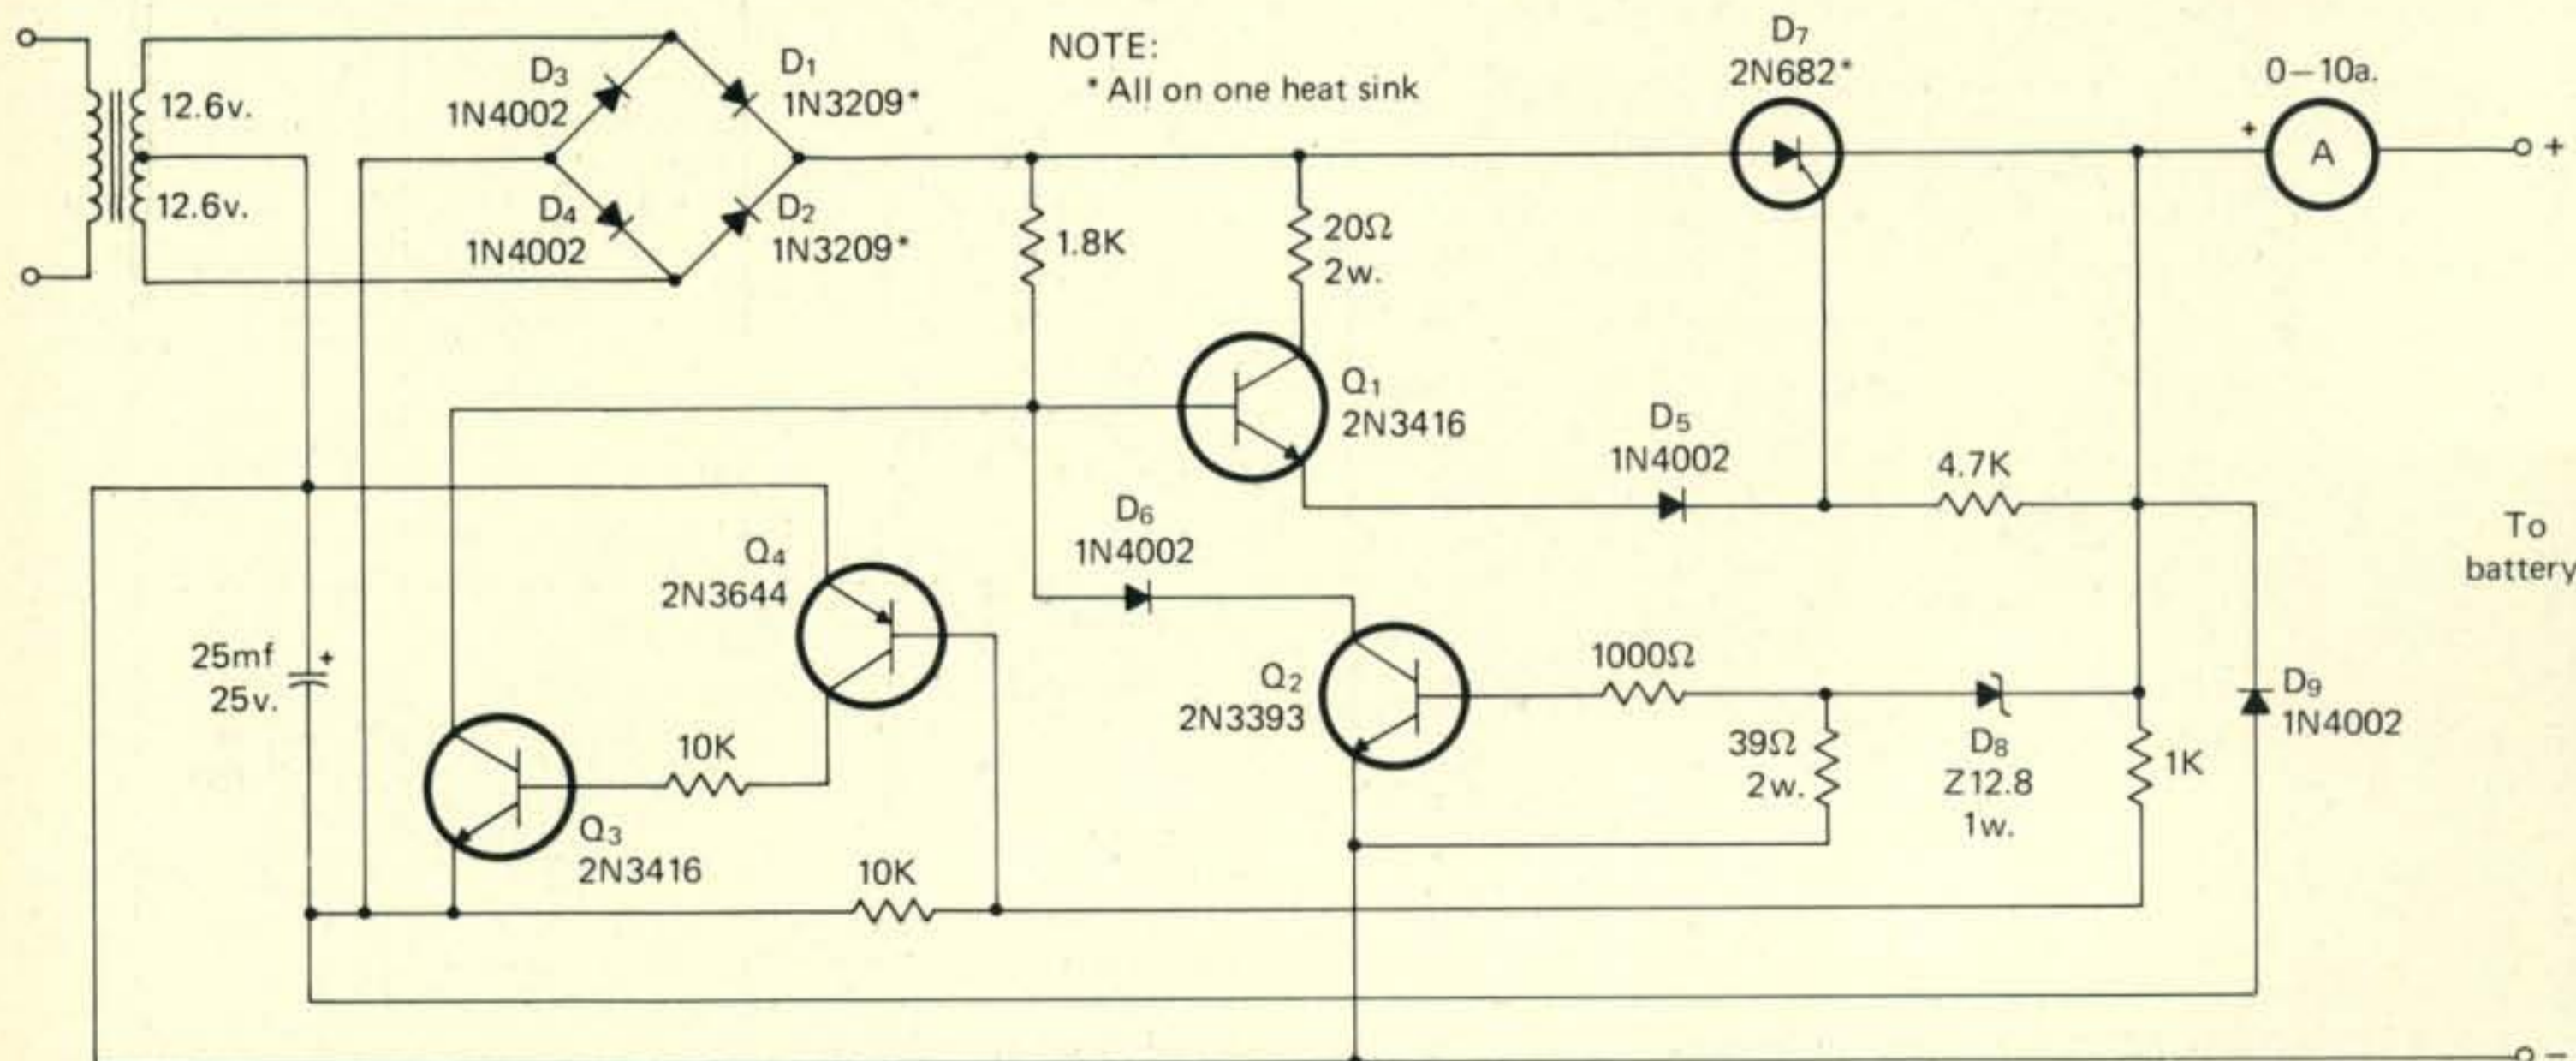 NOTE:
* All on one heat sink
D₃
1N4002
D₁
1N3209*
D₇
2N682*
0–10a.
12.6v.
12.6v.
D₄
1N4002
D₂
1N3209*
+
A
+
1.8K
20Ω
2w.
Q₁
2N3416
D₅
1N4002
4.7K
D₆
1N4002
To
battery
Q₄
2N3644
25mf
25v.
+
Q₂
2N3393
1000Ω
D₉
1N4002
10K
39Ω
2w.
D₈
Z12.8
1w.
1K
Q₃
2N3416
10K
−